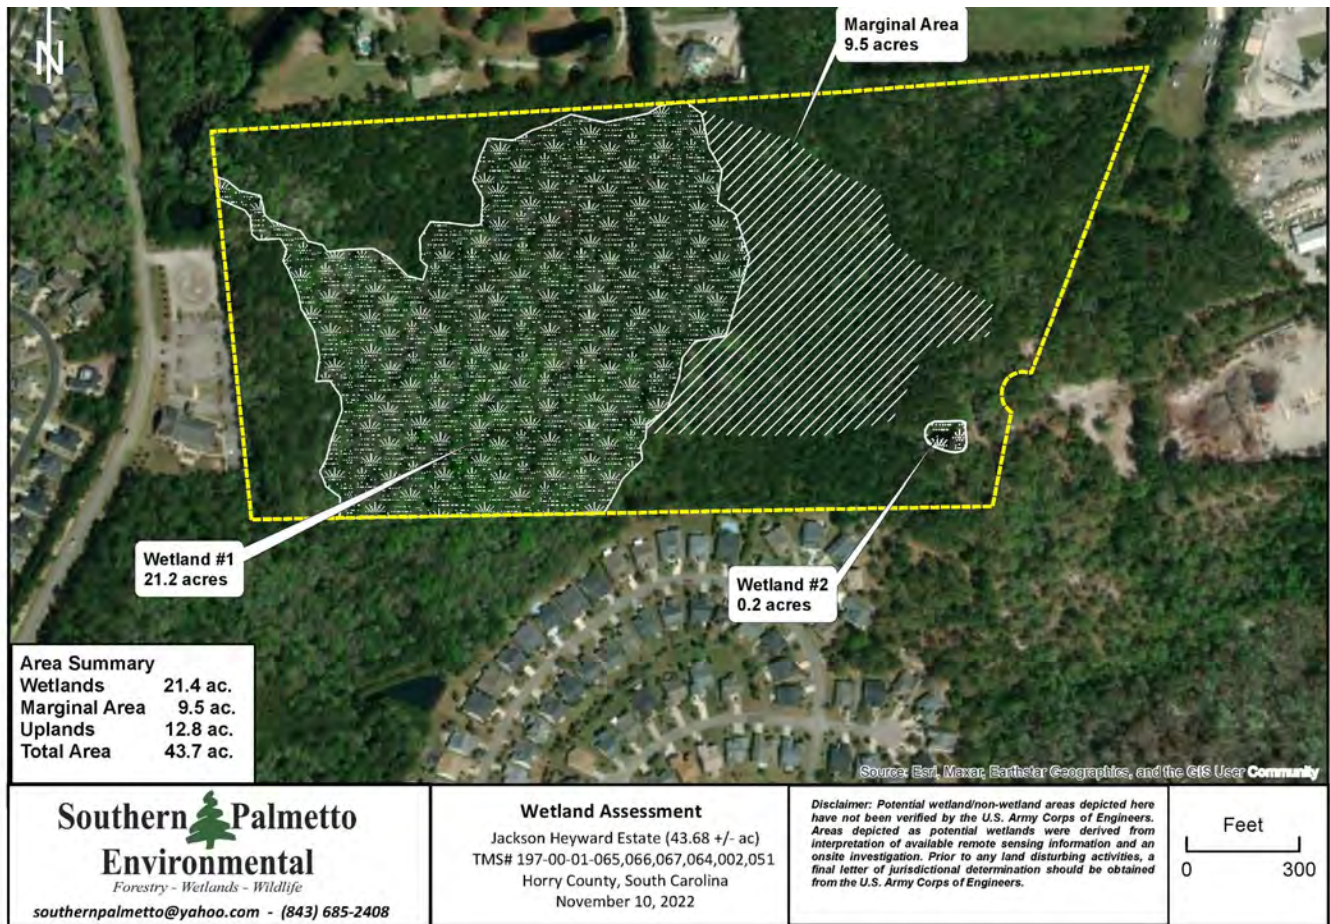 N
Marginal Area
9.5 acres
Wetland #1
21.2 acres
Wetland #2
0.2 acres
Area Summary
Wetlands 21.4 ac.
Marginal Area 9.5 ac.
Uplands 12.8 ac.
Total Area 43.7 ac.
Source: Esri, Maxar, Earthstar Geographics, and the GIS User Community
Southern Palmetto
Environmental
Forestry - Wetlands - Wildlife
southernpalmetto@yahoo.com - (843) 685-2408
Wetland Assessment
Jackson Heyward Estate (43.68 +/- ac)
TMS# 197-00-01-065,066,067,064,002,051
Horry County, South Carolina
November 10, 2022
Disclaimer: Potential wetland/non-wetland areas depicted here
have not been verified by the U.S. Army Corps of Engineers.
Areas depicted as potential wetlands were derived from
interpretation of available remote sensing information and an
onsite investigation. Prior to any land disturbing activities, a
final letter of jurisdictional determination should be obtained
from the U.S. Army Corps of Engineers.
Feet
0 300